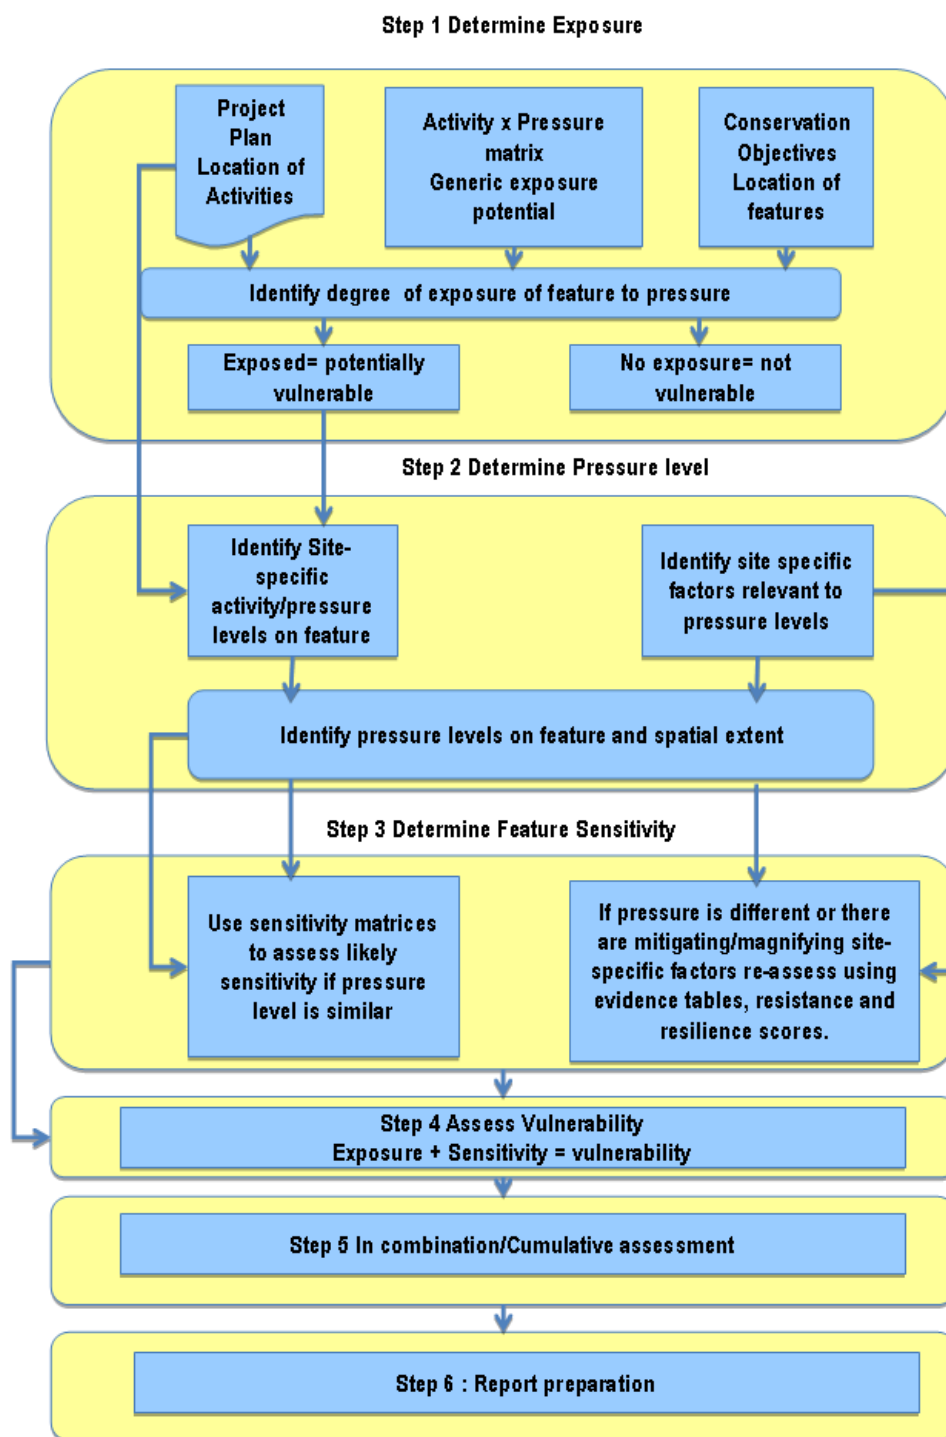 Step 1 Determine Exposure
Project
Plan
Location of
Activities
Activity x Pressure
matrix
Generic exposure
potential
Conservation
Objectives
Location of
features
Identify degree of exposure of feature to pressure
Exposed= potentially
vulnerable
No exposure= not
vulnerable
Step 2 Determine Pressure level
Identify Site-
specific
activity/pressure
levels on feature
Identify site specific
factors relevant to
pressure levels
Identify pressure levels on feature and spatial extent
Step 3 Determine Feature Sensitivity
Use sensitivity matrices
to assess likely
sensitivity if pressure
level is similar
If pressure is different or there
are mitigating/magnifying site-
specific factors re-assess using
evidence tables, resistance and
resilience scores.
Step 4 Assess Vulnerability
Exposure + Sensitivity = vulnerability
Step 5 In combination/Cumulative assessment
Step 6 : Report preparation